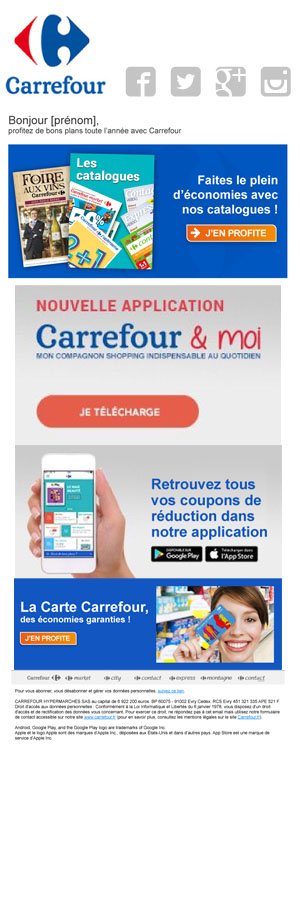 Carrefour
Bonjour [prénom],
profitez de bons plans toute l'année avec Carrefour
FOIRE
AUX VINS
Carrefour
Les
catalogues
Faites le plein
d'économies avec
nos catalogues !
J'EN PROFITE
NOUVELLE APPLICATION
Carrefour & moi
MON COMPAGNON SHOPPING INDISPENSABLE AU QUOTIDIEN
JE TÉLÉCHARGE
Retrouvez tous
vos coupons de
réduction dans
notre application
DISPONIBLE SUR
Google Play
Télécharger dans
l'App Store
La Carte Carrefour,
des économies garanties !
J'EN PROFITE
Carrefour market city contact express montagne contact
Pour vous abonner, vous désabonner et gérer vos données personnelles, suivez ce lien.
CARREFOUR HYPERMARCHES SAS au capital de 6 922 200 euros. BP 60075 - 91002 Evry Cedex. RCS Evry 451 321 335 APE 521 F.
Droit d'accès aux données personnelles : Conformément à la Loi Informatique et Libertés du 6 janvier 1978, vous disposez d'un droit
d'accès et de rectification des données vous concernant. Pour exercer ce droit, ne répondez pas à cet email mais utilisez notre formulaire
de contact accessible sur notre site www.carrefour.fr (pour en savoir plus, consultez les mentions légales sur le site Carrefour.fr).
Android, Google Play, and the Google Play logo are trademarks of Google Inc.
Apple et le logo Apple sont des marques d'Apple Inc., déposées aux États-Unis et dans d'autres pays. App Store est une marque de
service d'Apple Inc.